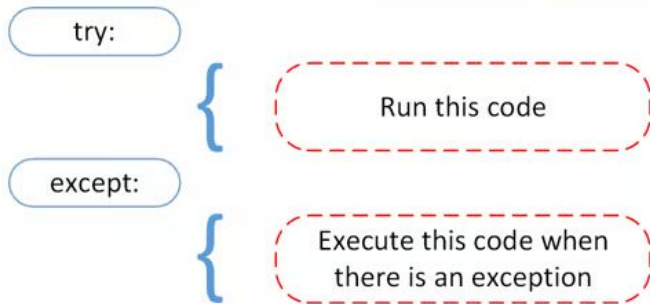 try:
Run this code
except:
Execute this code when
there is an exception